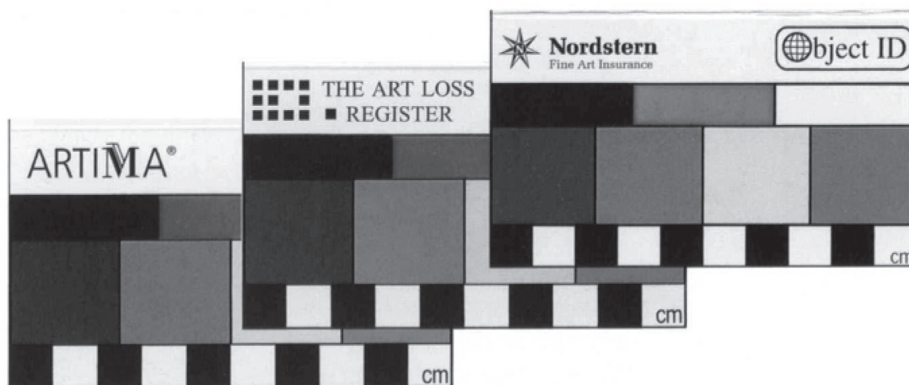 ARTIMA®
cm
THE ART LOSS
REGISTER
cm
Nordstern
Fine Art Insurance
Object ID
cm